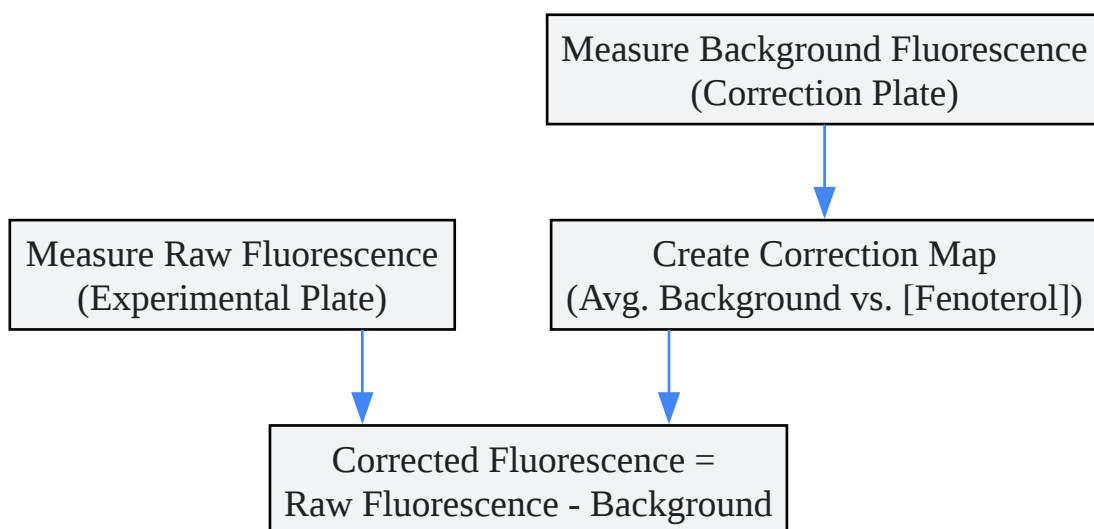 Measure Background Fluorescence
(Correction Plate)
Measure Raw Fluorescence
(Experimental Plate)
Create Correction Map
(Avg. Background vs. [Fenoterol])
Corrected Fluorescence =
Raw Fluorescence - Background